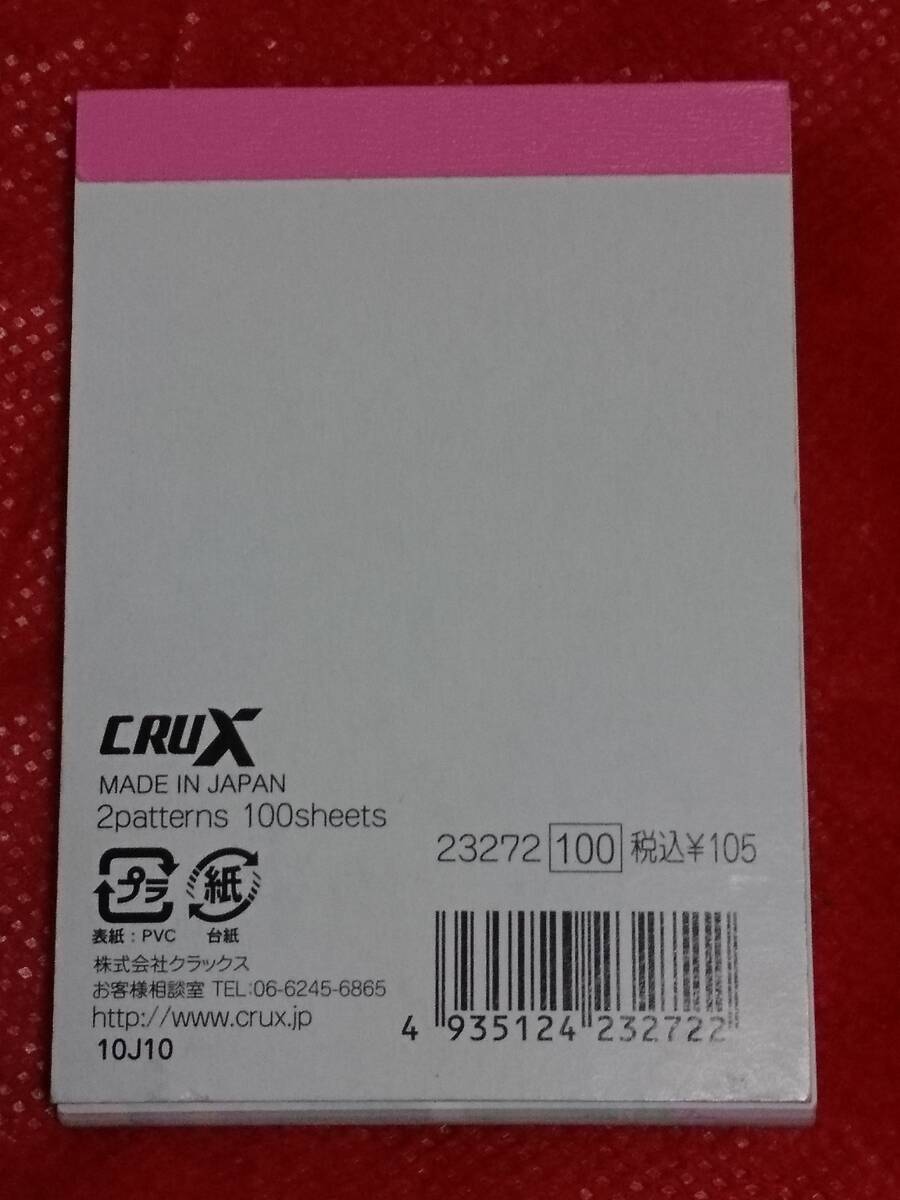 CRUX
MADE IN JAPAN
2patterns 100sheets
23272 100 税込¥105
プラ 紙
表紙:PVC 台紙
株式会社クラックス
お客様相談室 TEL:06-6245-6865
http://www.crux.jp
10J10
4 935124 232722